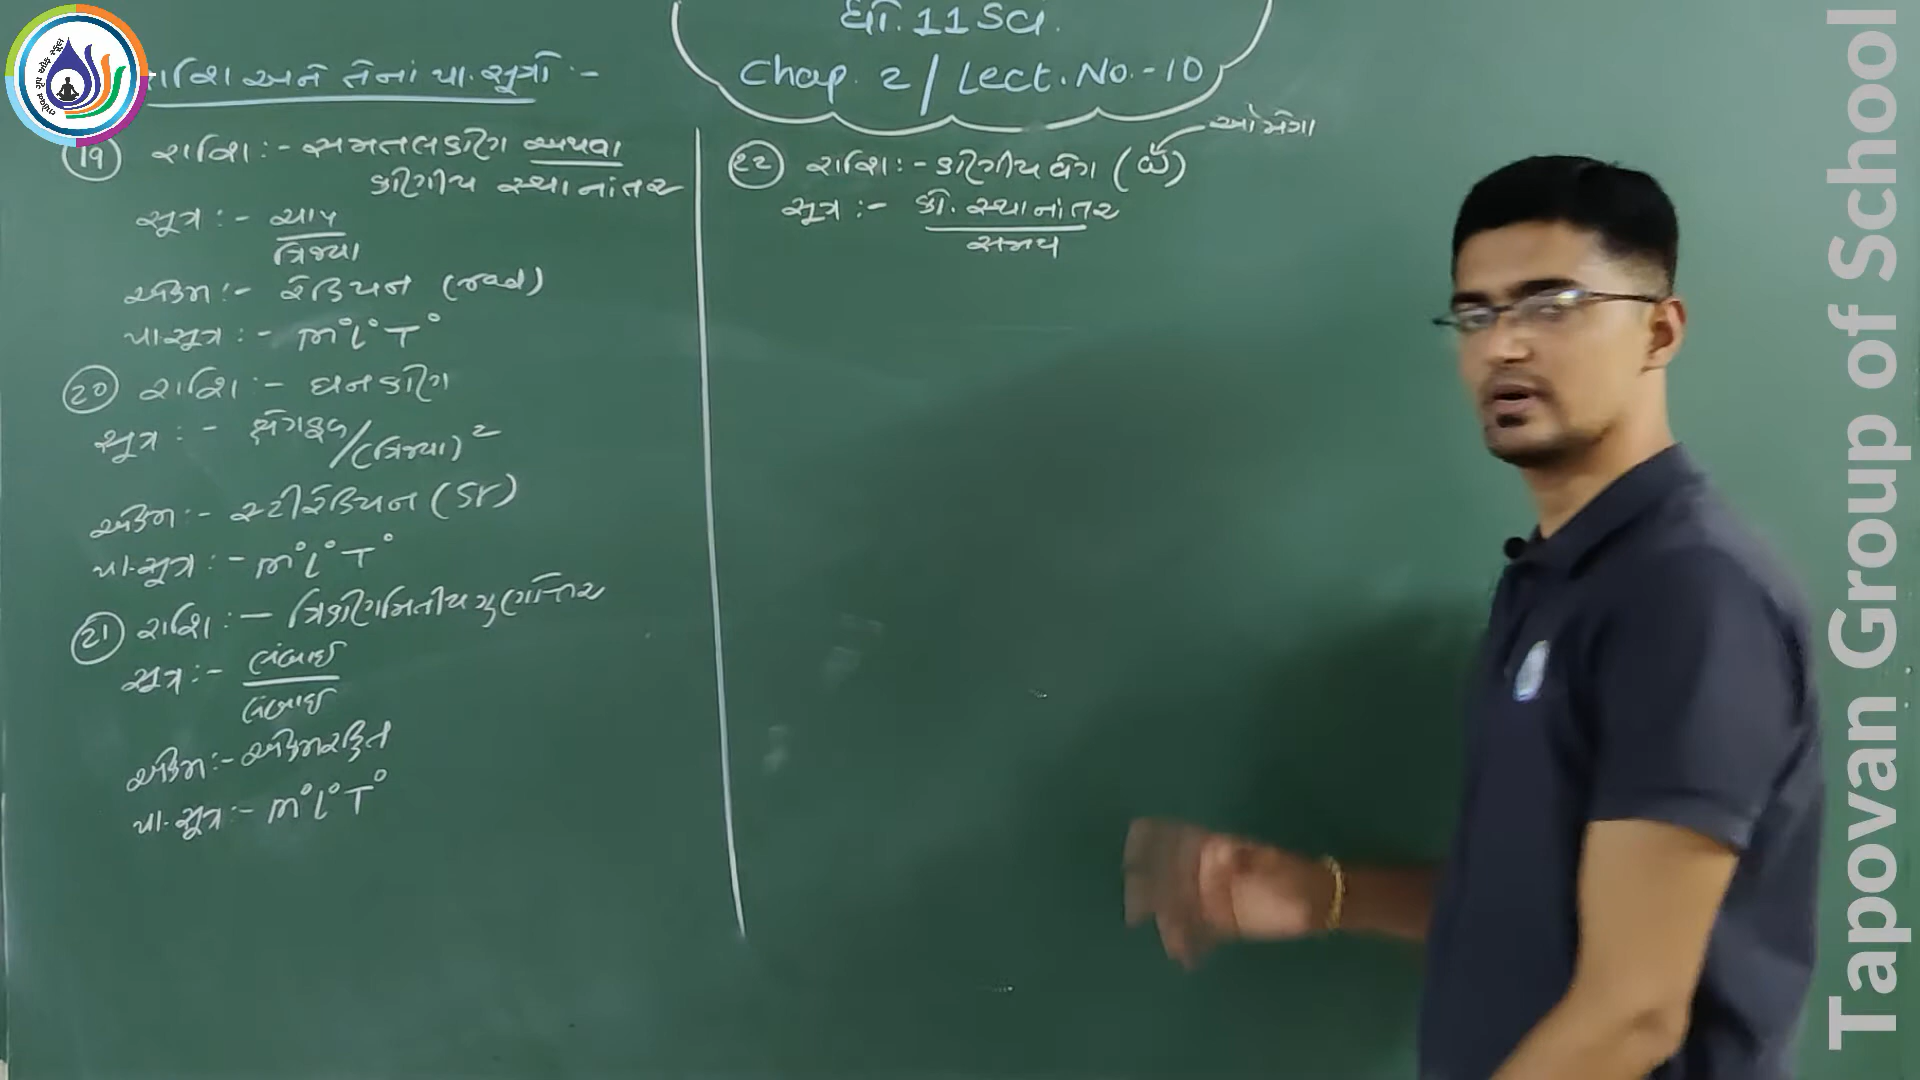 ધો. 11 Sci.
Chap. 2 / Lect. No.-10
રાશિ અને તેનાં પા. સૂત્રો :-
(19) રાશિ :- સમતલકોણ અથવા
કોણીય સ્થાનાંતર
સૂત્ર :- ચાપ
ત્રિજ્યા
એકમ :- રેડિયન (rad)
પા.સૂત્ર :- M°L°T°
(20) રાશિ :- ઘનકોણ
સૂત્ર :- ક્ષેત્રફળ/(ત્રિજ્યા)²
એકમ :- સ્ટીરેડિયન (Sr)
પા.સૂત્ર :- M°L°T°
(21) રાશિ :- ત્રિકોણમિતીય ગુણોત્તર
સૂત્ર :- લંબાઈ
લંબાઈ
એકમ :- એકમરહિત
પા.સૂત્ર :- M°L°T°
(22) રાશિ :- કોણીય વેગ (ω) ઓમેગા
સૂત્ર :- કો. સ્થાનાંતર
સમય
Tapovan Group of School